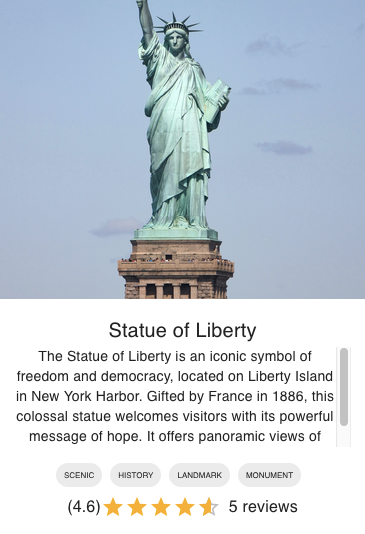 Statue of Liberty
The Statue of Liberty is an iconic symbol of
freedom and democracy, located on Liberty Island
in New York Harbor. Gifted by France in 1886, this
colossal statue welcomes visitors with its powerful
message of hope. It offers panoramic views of
SCENIC HISTORY LANDMARK MONUMENT
(4.6) 5 reviews